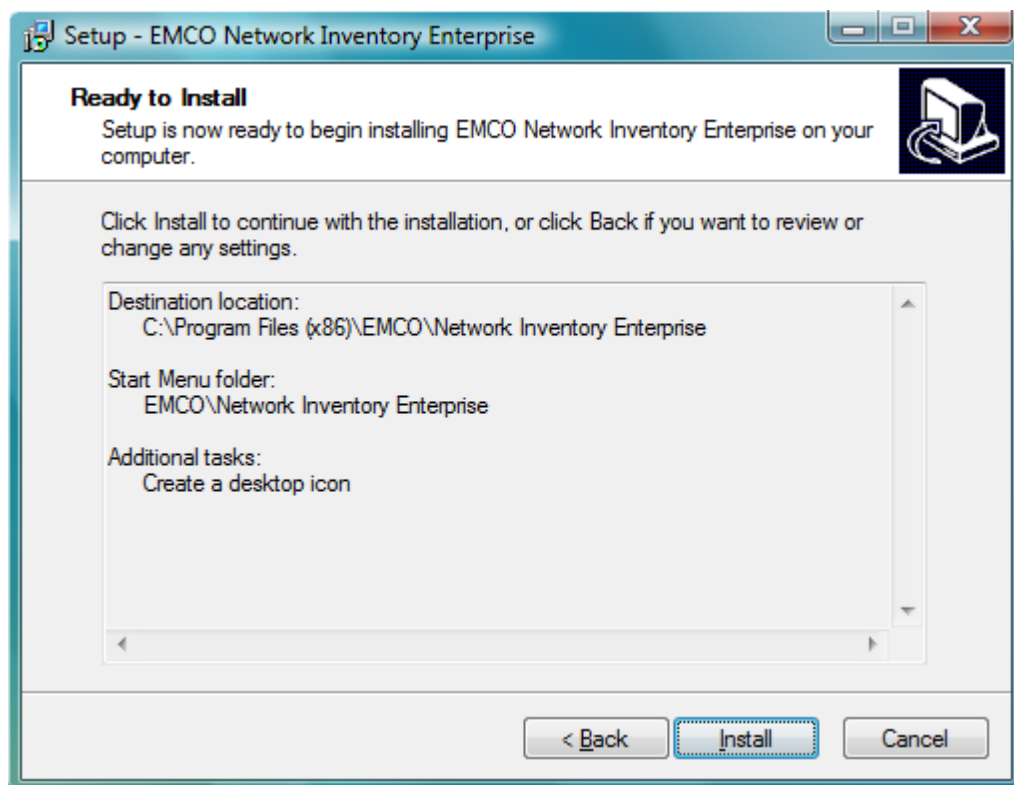 Setup - EMCO Network Inventory Enterprise
Ready to Install
Setup is now ready to begin installing EMCO Network Inventory Enterprise on your
computer.
Click Install to continue with the installation, or click Back if you want to review or
change any settings.
Destination location:
C:\Program Files (x86)\EMCO\Network Inventory Enterprise
Start Menu folder:
EMCO\Network Inventory Enterprise
Additional tasks:
Create a desktop icon
< Back Install Cancel